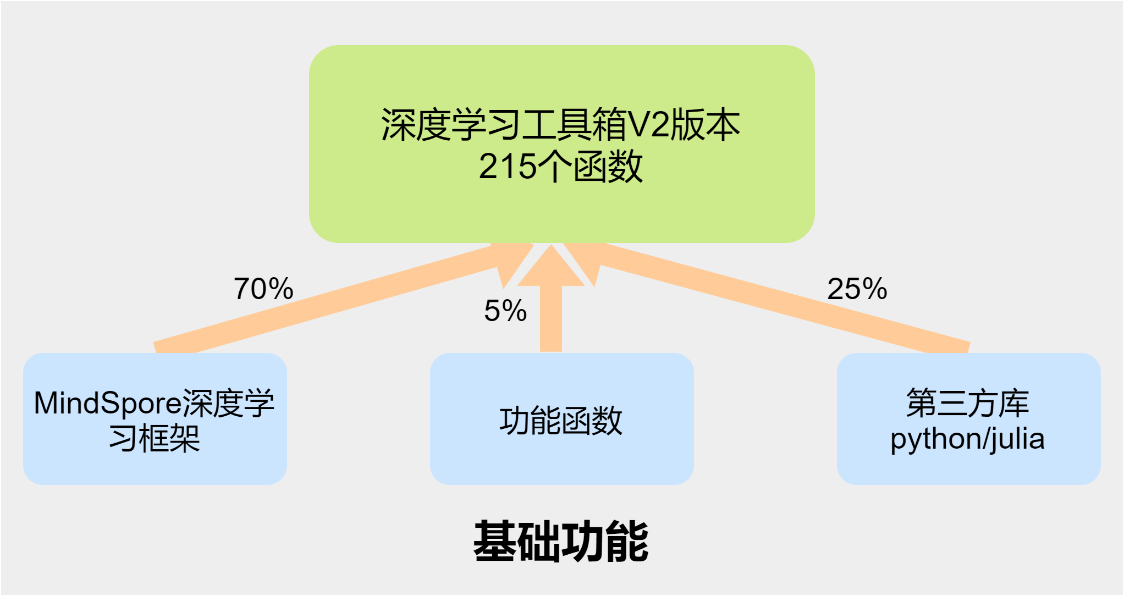 深度学习工具箱V2版本
215个函数
70%
5%
25%
MindSpore深度学
习框架
功能函数
第三方库
python/julia
基础功能